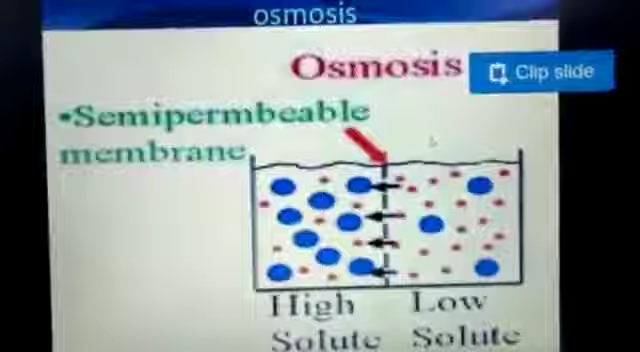 osmosis
Osmosis
Clip slide
•Semipermbeable
membrane
High Low
Solute Solute